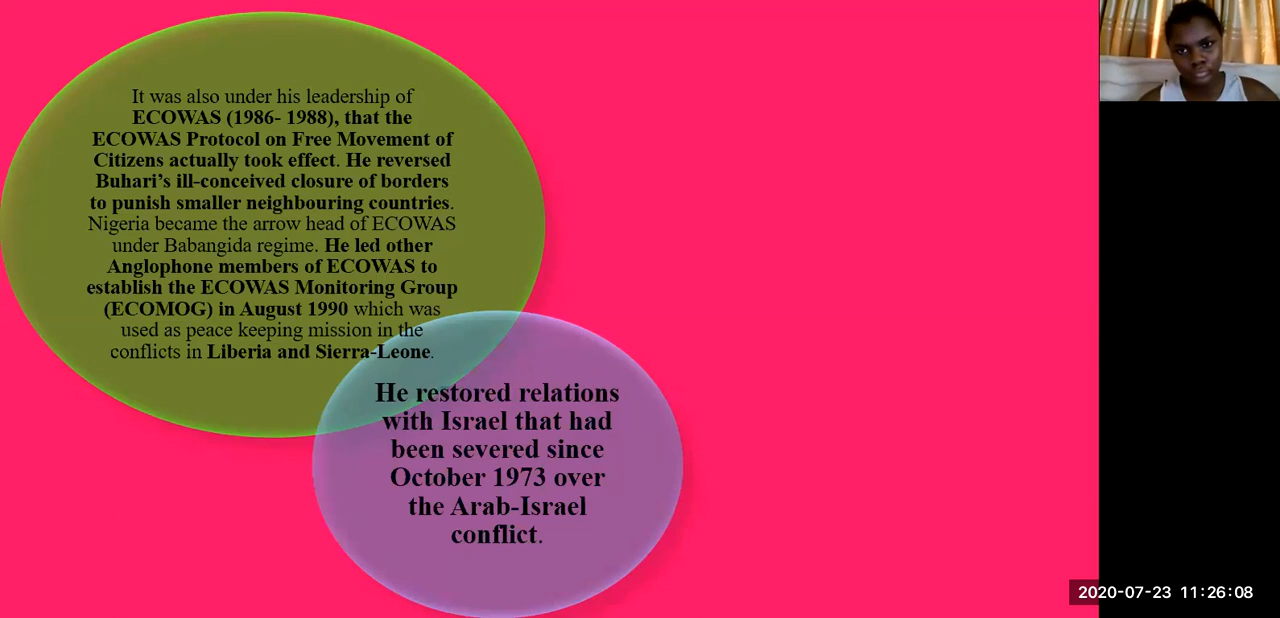 It was also under his leadership of
ECOWAS (1986- 1988), that the
ECOWAS Protocol on Free Movement of
Citizens actually took effect. He reversed
Buhari’s ill-conceived closure of borders
to punish smaller neighbouring countries.
Nigeria became the arrow head of ECOWAS
under Babangida regime. He led other
Anglophone members of ECOWAS to
establish the ECOWAS Monitoring Group
(ECOMOG) in August 1990 which was
used as peace keeping mission in the
conflicts in Liberia and Sierra-Leone.
He restored relations
with Israel that had
been severed since
October 1973 over
the Arab-Israel
conflict.
2020-07-23 11:26:08